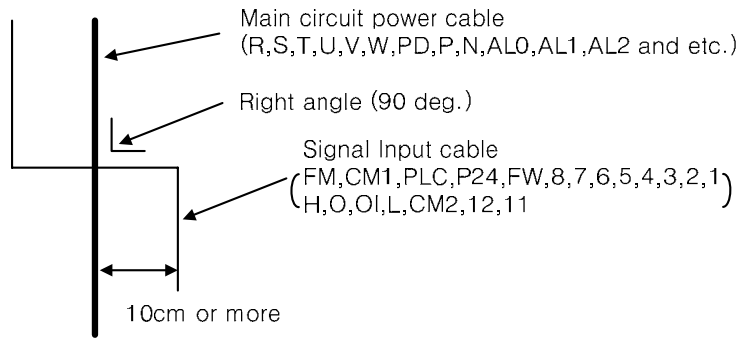 Main circuit power cable
(R,S,T,U,V,W,PD,P,N,AL0,AL1,AL2 and etc.)
Right angle (90 deg.)
Signal Input cable
(FM,CM1,PLC,P24,FW,8,7,6,5,4,3,2,1
H,O,OI,L,CM2,12,11)
10cm or more